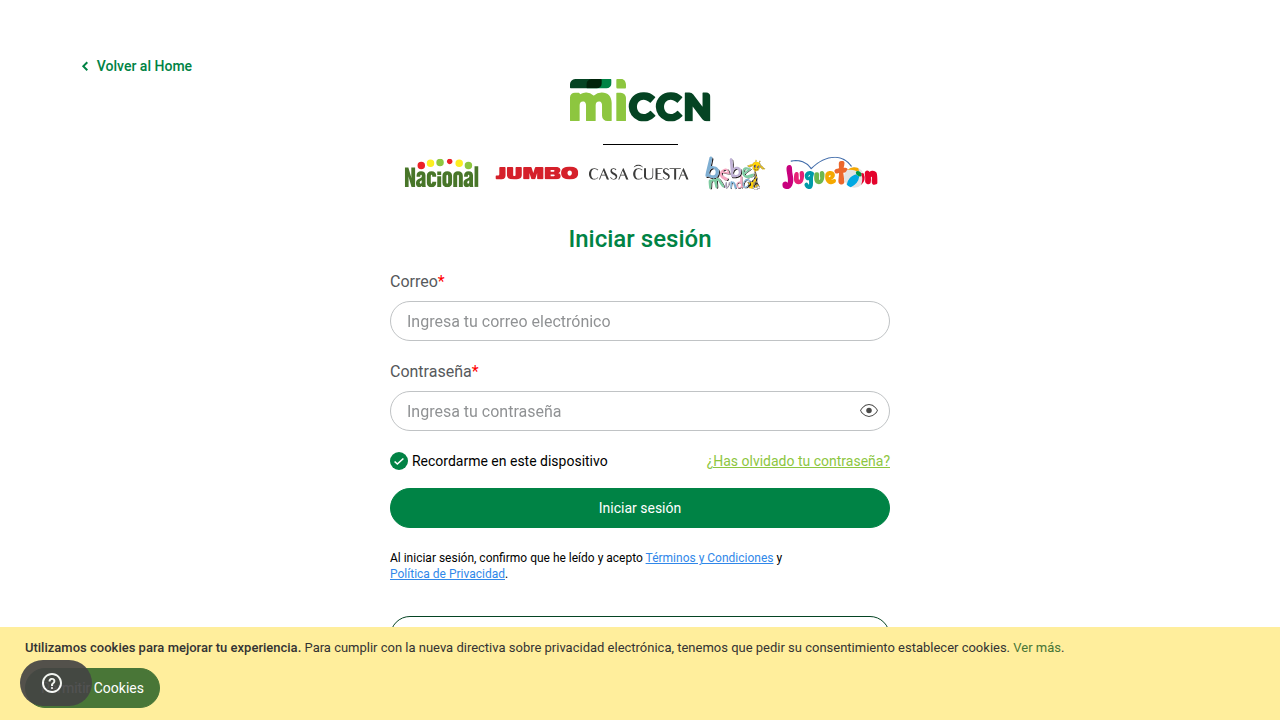 Volver al Home
miCCN
Nacional JUMBO CASA CUESTA bebe mundo Jugueton
Iniciar sesión
Correo*
Ingresa tu correo electrónico
Contraseña*
Ingresa tu contraseña
Recordarme en este dispositivo ¿Has olvidado tu contraseña?
Iniciar sesión
Al iniciar sesión, confirmo que he leído y acepto Términos y Condiciones y
Política de Privacidad.
Utilizamos cookies para mejorar tu experiencia. Para cumplir con la nueva directiva sobre privacidad electrónica, tenemos que pedir su consentimiento establecer cookies. Ver más.
Cookies